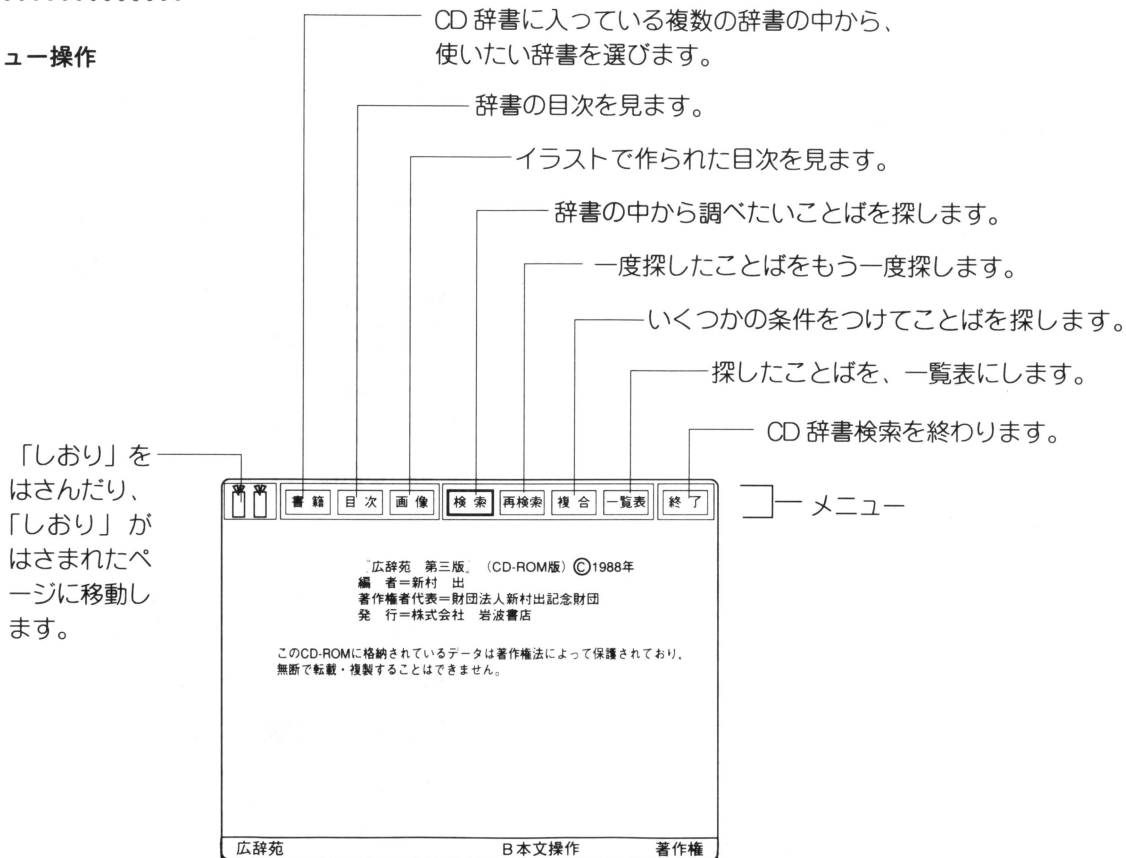 ュー操作
CD 辞書に入っている複数の辞書の中から、
使いたい辞書を選びます。
辞書の目次を見ます。
イラストで作られた目次を見ます。
辞書の中から調べたいことばを探します。
一度探したことばをもう一度探します。
いくつかの条件をつけてことばを探します。
探したことばを、一覧表にします。
CD 辞書検索を終わります。
「しおり」を
はさんだり、
「しおり」が
はさまれたペ
ージに移動し
ます。
書籍 目次 画像 検索 再検索 複合 一覧表 終了
メニュー
『広辞苑 第三版』 (CD-ROM版) ©1988年
編 者=新村 出
著作権者代表=財団法人新村出記念財団
発 行=株式会社 岩波書店
このCD-ROMに格納されているデータは著作権法によって保護されており、
無断で転載・複製することはできません。
広辞苑 B本文操作 著作権